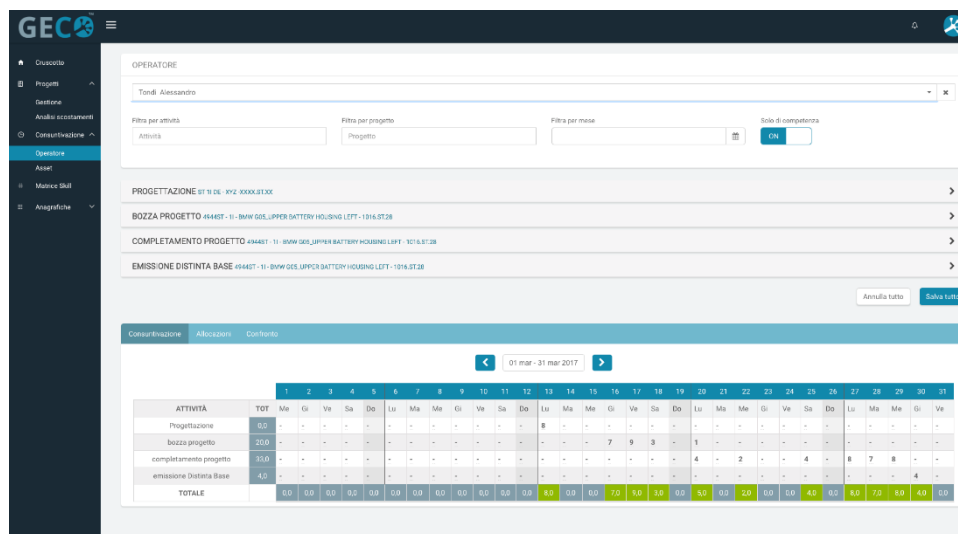 GECO
Cruscotto
Progetti
Gestione
Analisi scostamenti
Consuntivazione
Operatore
Asset
Matrice Skill
Anagrafiche
OPERATORE
Tondi Alessandro
Filtra per attività Filtra per progetto Filtra per mese Solo di competenza
Attività Progetto ON
PROGETTAZIONE ST 1I DE - XYZ -XXXX.ST.XX
BOZZA PROGETTO 4944ST - 1I - BMW G05_UPPER BATTERY HOUSING LEFT - 1016.ST.28
COMPLETAMENTO PROGETTO 4944ST - 1I - BMW G05_UPPER BATTERY HOUSING LEFT - 1016.ST.28
EMISSIONE DISTINTA BASE 4944ST - 1I - BMW G05_UPPER BATTERY HOUSING LEFT - 1016.ST.28
Annulla tutto Salva tutto
Consuntivazione Allocazioni Confronto
01 mar - 31 mar 2017
1 2 3 4 5 6 7 8 9 10 11 12 13 14 15 16 17 18 19 20 21 22 23 24 25 26 27 28 29 30 31
ATTIVITÀ TOT Me Gi Ve Sa Do Lu Ma Me Gi Ve Sa Do Lu Ma Me Gi Ve Sa Do Lu Ma Me Gi Ve Sa Do Lu Ma Me Gi Ve
Progettazione 0,0 - - - - - - - - - - - - 8 - - - - - - - - - - - - - - - - - -
bozza progetto 20,0 - - - - - - - - - - - - - - - 7 9 3 - 1 - - - - - - - - - - -
completamento progetto 33,0 - - - - - - - - - - - - - - - - - - - 4 - 2 - - 4 - 8 7 8 - -
emissione Distinta Base 4,0 - - - - - - - - - - - - - - - - - - - - - - - - - - - - - 4 -
TOTALE 0,0 0,0 0,0 0,0 0,0 0,0 0,0 0,0 0,0 0,0 0,0 0,0 8,0 0,0 0,0 7,0 9,0 3,0 0,0 5,0 0,0 2,0 0,0 0,0 4,0 0,0 8,0 7,0 8,0 4,0 0,0